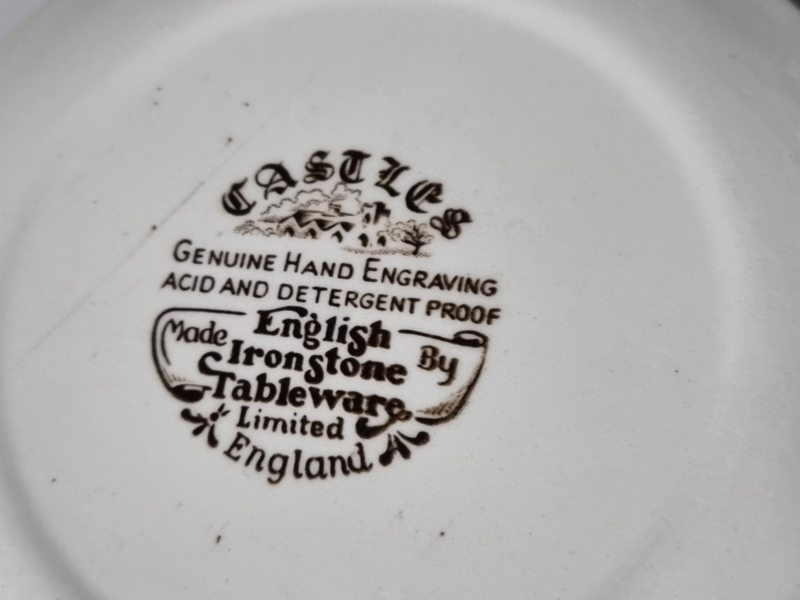 CASTLES
GENUINE HAND ENGRAVING
ACID AND DETERGENT PROOF
Made English By
Ironstone
Tableware
Limited
England